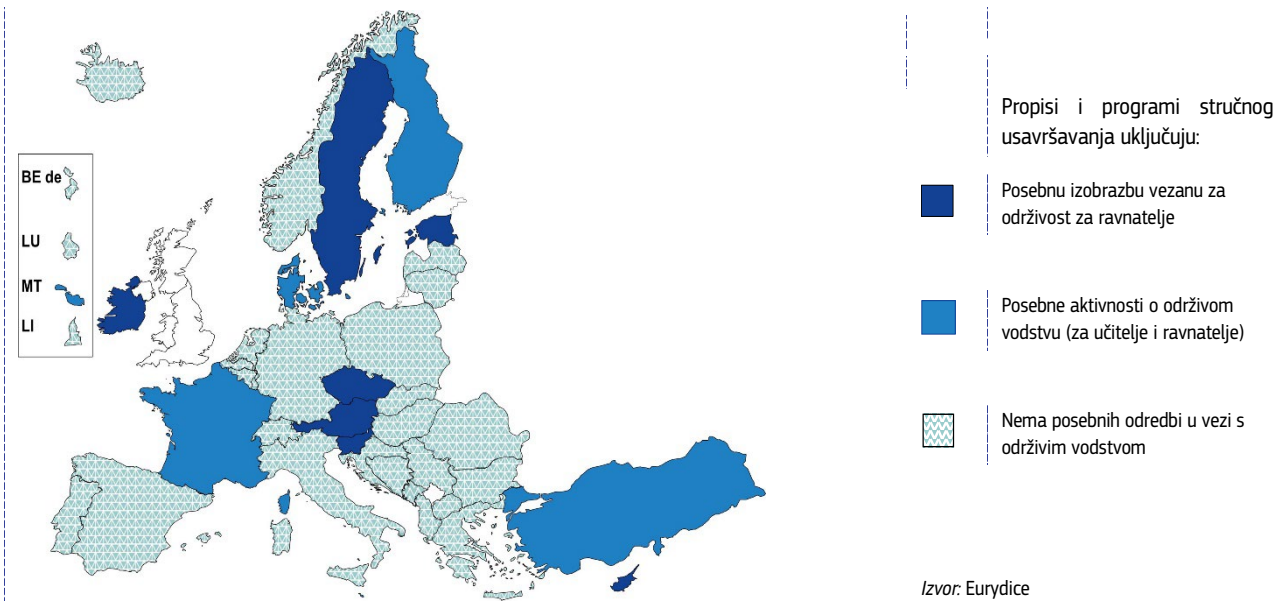 BE de
LU
MT
LI
Propisi i programi stručnog
usavršavanja uključuju:
Posebnu izobrazbu vezanu za
održivost za ravnatelje
Posebne aktivnosti o održivom
vodstvu (za učitelje i ravnatelje)
Nema posebnih odredbi u vezi s
održivim vodstvom
Izvor: Eurydice